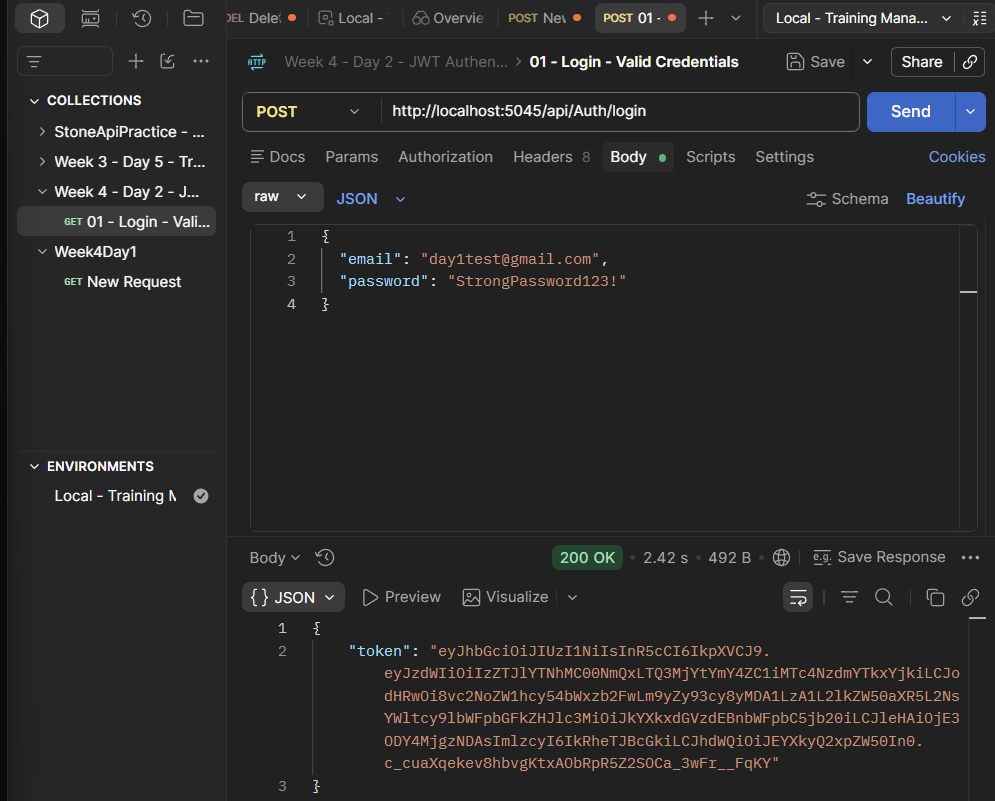 DEL Dele
Local -
Overvie
POST Nev
POST 01 -
Local - Training Mana...
HTTP
Week 4 - Day 2 - JWT Authen... > 01 - Login - Valid Credentials
Save
Share
COLLECTIONS
StoneApiPractice - ...
Week 3 - Day 5 - Tr...
Week 4 - Day 2 - J...
GET 01 - Login - Vali...
Week4Day1
GET New Request
ENVIRONMENTS
Local - Training M
POST
http://localhost:5045/api/Auth/login
Send
Docs
Params
Authorization
Headers 8
Body
Scripts
Settings
Cookies
raw
JSON
Schema
Beautify
1 {
2 "email": "day1test@gmail.com",
3 "password": "StrongPassword123!"
4 }
Body
200 OK
2.42 s
492 B
e.g. Save Response
{} JSON
Preview
Visualize
1 {
2 "token": "eyJhbGciOiJIUzI1NiIsInR5cCI6IkpXVCJ9.
eyJzdWIiOiIzZTJlYTNhMC00NmQxLTQ3MjYtYmY4ZC1iMTc4NzdmYTkxYjkiLCJo
dHRwOi8vc2NoZW1hcy54bWxzb2FwLm9yZy93cy8yMDA1LzA1L2lkZW50aXR5L2Ns
YWltcy9lbWFpbGFkZHJlc3MiOiJkYXkxdGVzdEBnbWFpbC5jb20iLCJleHAiOjE3
ODY4MjgzNDAsImlzcyI6IkRheTJBcGkiLCJhdWQiOiJEYXkyQ2xpZW50In0.
c_cuaXqekev8hbvgKtxAObRpR5Z2SOCa_3wFr__FqKY"
3 }